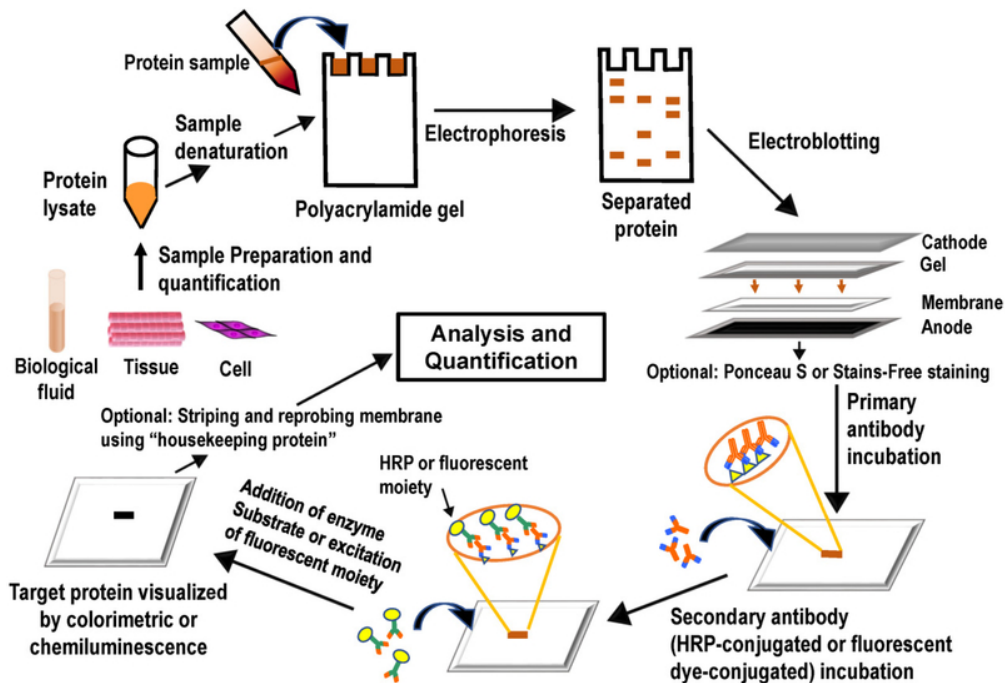 Protein sample
Sample
denaturation
Protein
lysate
Polyacrylamide gel
Electrophoresis
Separated
protein
Electroblotting
Cathode
Gel
Membrane
Anode
Optional: Ponceau S or Stains-Free staining
Sample Preparation and
quantification
Biological
fluid
Tissue
Cell
Analysis and
Quantification
Optional: Striping and reprobing membrane
using “housekeeping protein”
Primary
antibody
incubation
HRP or fluorescent
moiety
Addition of enzyme
Substrate or excitation
of fluorescent moiety
Target protein visualized
by colorimetric or
chemiluminescence
Secondary antibody
(HRP-conjugated or fluorescent
dye-conjugated) incubation